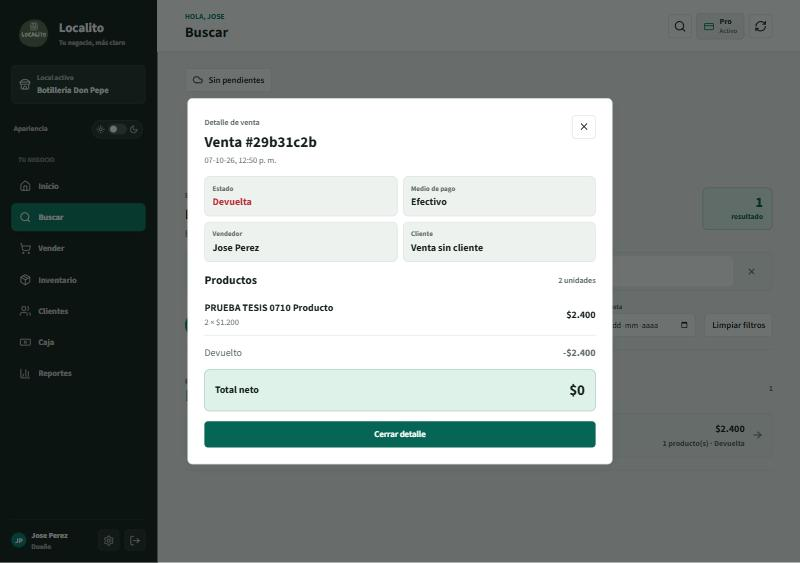 LOCALITO
Localito
Tu negocio, más claro
Local activo
Botillería Don Pepe
Apariencia
TU NEGOCIO
Inicio
Buscar
Vender
Inventario
Clientes
Caja
Reportes
JP
Jose Perez
Dueño
HOLA, JOSE
Buscar
Pro
Activo
Sin pendientes
1
resultado
dd-mm-aaaa
Limpiar filtros
1
$2.400
1 producto(s) · Devuelta
Detalle de venta
Venta #29b31c2b
07-10-26, 12:50 p. m.
Estado
Devuelta
Medio de pago
Efectivo
Vendedor
Jose Perez
Cliente
Venta sin cliente
Productos
2 unidades
PRUEBA TESIS 0710 Producto
2 × $1.200
$2.400
Devuelto
-$2.400
Total neto
$0
Cerrar detalle